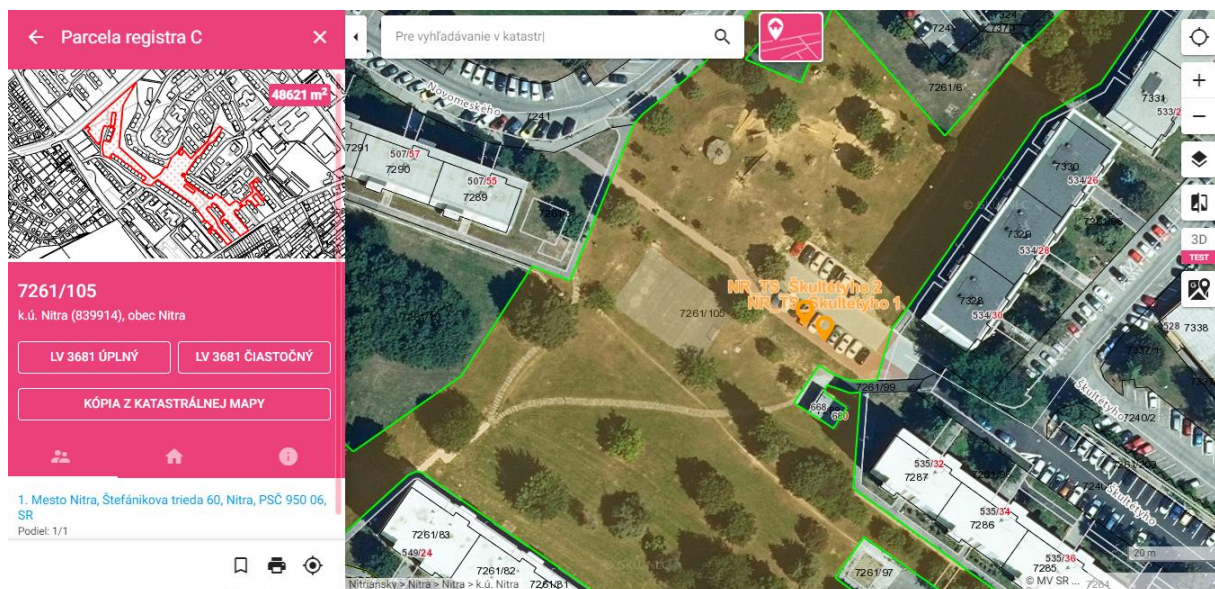 Parcela registra C
48621 m²
7261/105
k.ú. Nitra (839914), obec Nitra
LV 3681 ÚPLNÝ
LV 3681 ČIASTOČNÝ
KÓPIA Z KATASTRÁLNEJ MAPY
1. Mesto Nitra, Štefánikova trieda 60, Nitra, PSČ 950 06,
SR
Podiel: 1/1
Pre vyhľadávanie v katastr
3D
TEST
Novomeského
7241
7291
507/57
7290
507/55
7289
7261/6
7331
7330
534/26
7329
534/28
7328
534/30
528
7338
NR_TS_Škultétyho 2
NR_TS_Škultétyho 1
7261/105
7261/99
668
Škultétyho
7240/2
535/32
7287
535/34
7286
535/36
7285
Škultétyho
7261/83
549/24
7261/82
7261/81
7261/97
20 m
© MV SR ...
Nitriansky > Nitra > Nitra > k.ú. Nitra